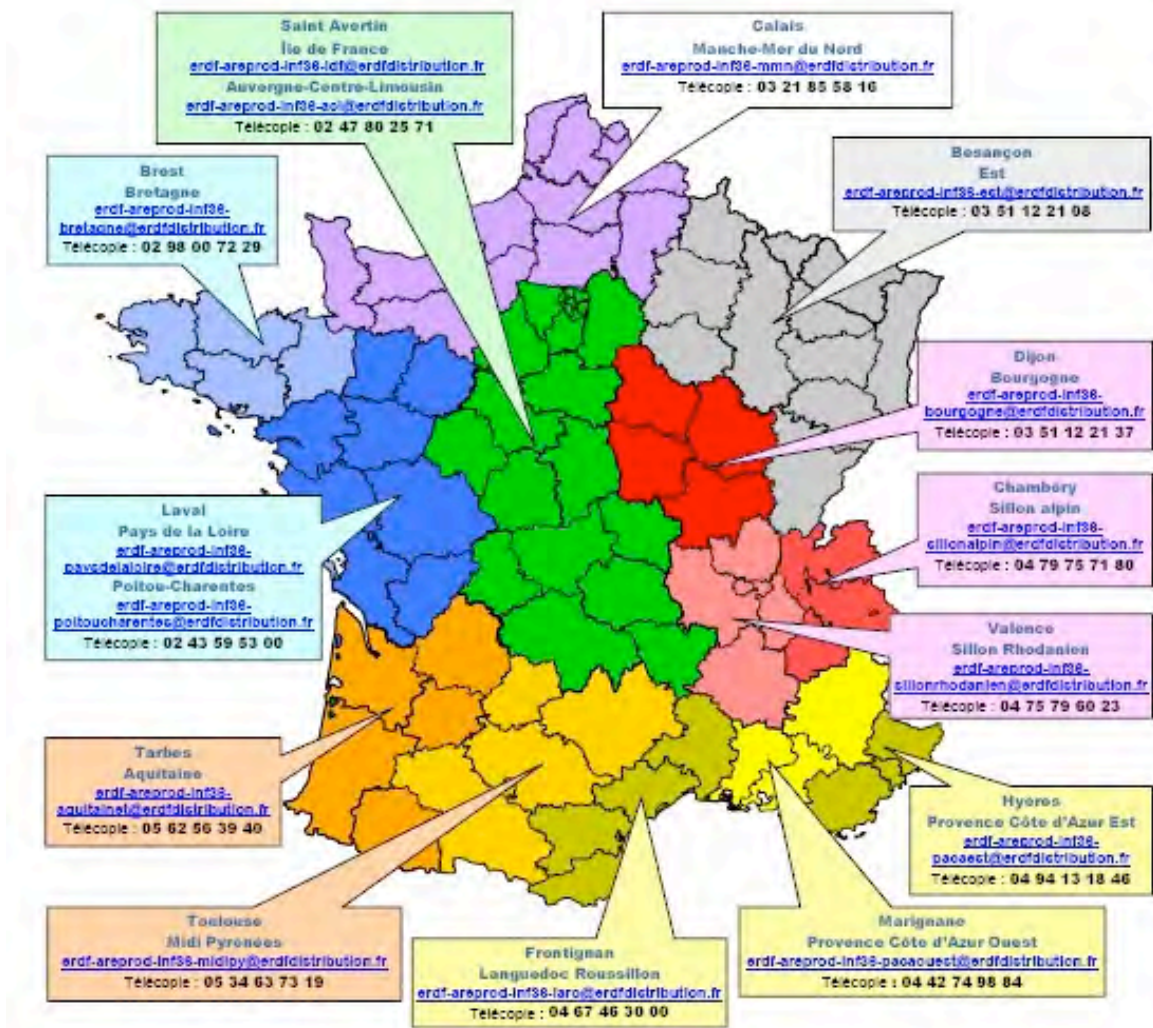 Saint Avertin
Île de France
erdf-areprod-inf36-idf@erdfdistribution.fr
Auvergne-Centre-Limousin
erdf-areprod-inf36-acl@erdfdistribution.fr
Télécopie : 02 47 80 25 71
Calais
Manche-Mer du Nord
erdf-areprod-inf36-mmn@erdfdistribution.fr
Télécopie : 03 21 85 58 16
Brest
Bretagne
erdf-areprod-inf36-
bretagne@erdfdistribution.fr
Télécopie : 02 98 00 72 29
Besançon
Est
erdf-areprod-inf36-est@erdfdistribution.fr
Télécopie : 03 51 12 21 08
Dijon
Bourgogne
erdf-areprod-inf36-
bourgogne@erdfdistribution.fr
Télécopie : 03 51 12 21 37
Laval
Pays de la Loire
erdf-areprod-inf36-
paysdelaloire@erdfdistribution.fr
Poitou-Charentes
erdf-areprod-inf36-
poitoucharentes@erdfdistribution.fr
Télécopie : 02 43 59 53 00
Chambéry
Sillon alpin
erdf-areprod-inf36-
sillonalpin@erdfdistribution.fr
Télécopie : 04 79 75 71 80
Valence
Sillon Rhodanien
erdf-areprod-inf36-
sillonrhodanien@erdfdistribution.fr
Télécopie : 04 75 79 60 23
Tarbes
Aquitaine
erdf-areprod-inf36-
aquitainel@erdfdistribution.fr
Télécopie : 05 62 56 39 40
Hyères
Provence Côte d'Azur Est
erdf-areprod-inf36-
pacaest@erdfdistribution.fr
Télécopie : 04 94 13 18 46
Toulouse
Midi Pyrénées
erdf-areprod-inf36-midipy@erdfdistribution.fr
Télécopie : 05 34 63 73 19
Frontignan
Languedoc Roussillon
erdf-areprod-inf36-laro@erdfdistribution.fr
Télécopie : 04 67 46 30 00
Marignane
Provence Côte d'Azur Ouest
erdf-areprod-inf36-pacaouest@erdfdistribution.fr
Télécopie : 04 42 74 98 84